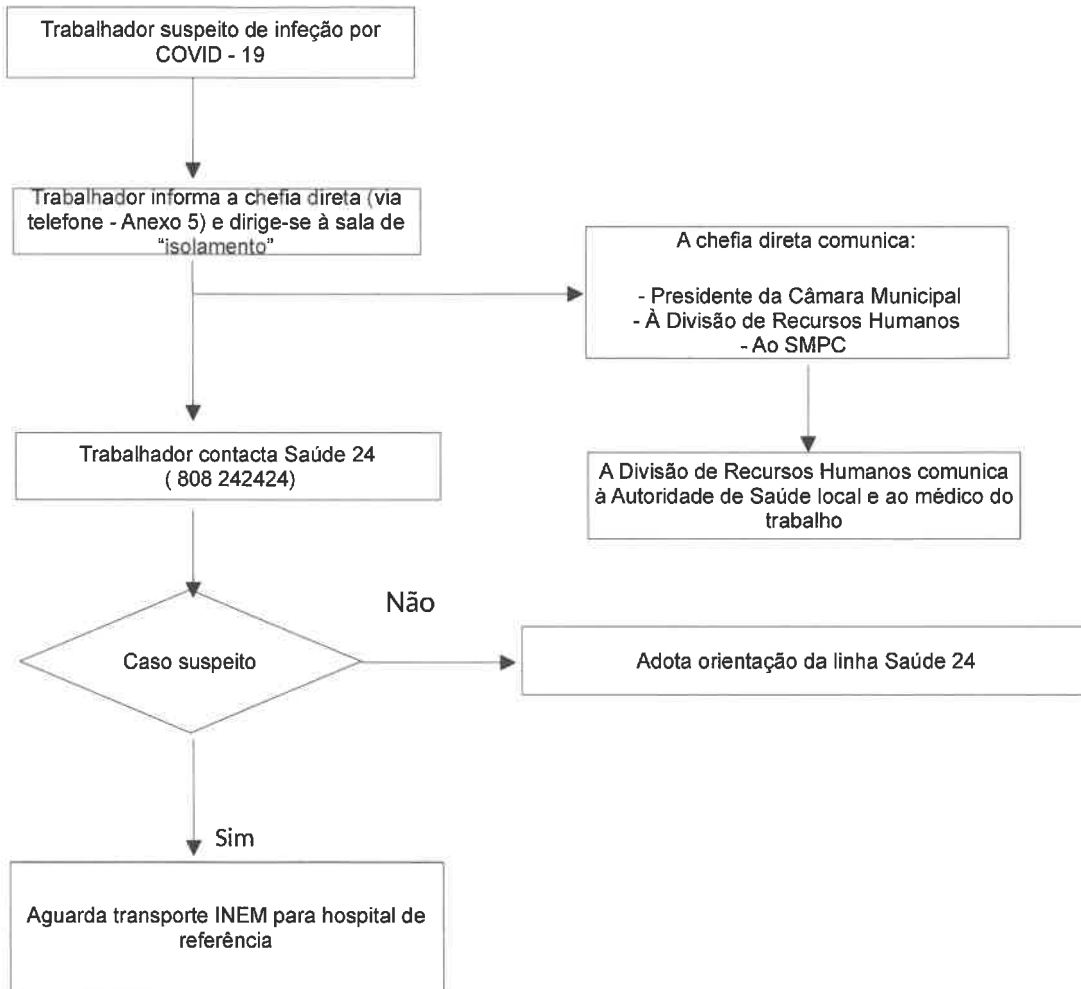 Trabalhador suspeito de infeção por
COVID - 19
Trabalhador informa a chefia direta (via
telefone - Anexo 5) e dirige-se à sala de
“isolamento”
A chefia direta comunica:
- Presidente da Câmara Municipal
- À Divisão de Recursos Humanos
- Ao SMPC
Trabalhador contacta Saúde 24
( 808 242424)
A Divisão de Recursos Humanos comunica
à Autoridade de Saúde local e ao médico do
trabalho
Não
Caso suspeito
Adota orientação da linha Saúde 24
Sim
Aguarda transporte INEM para hospital de
referência